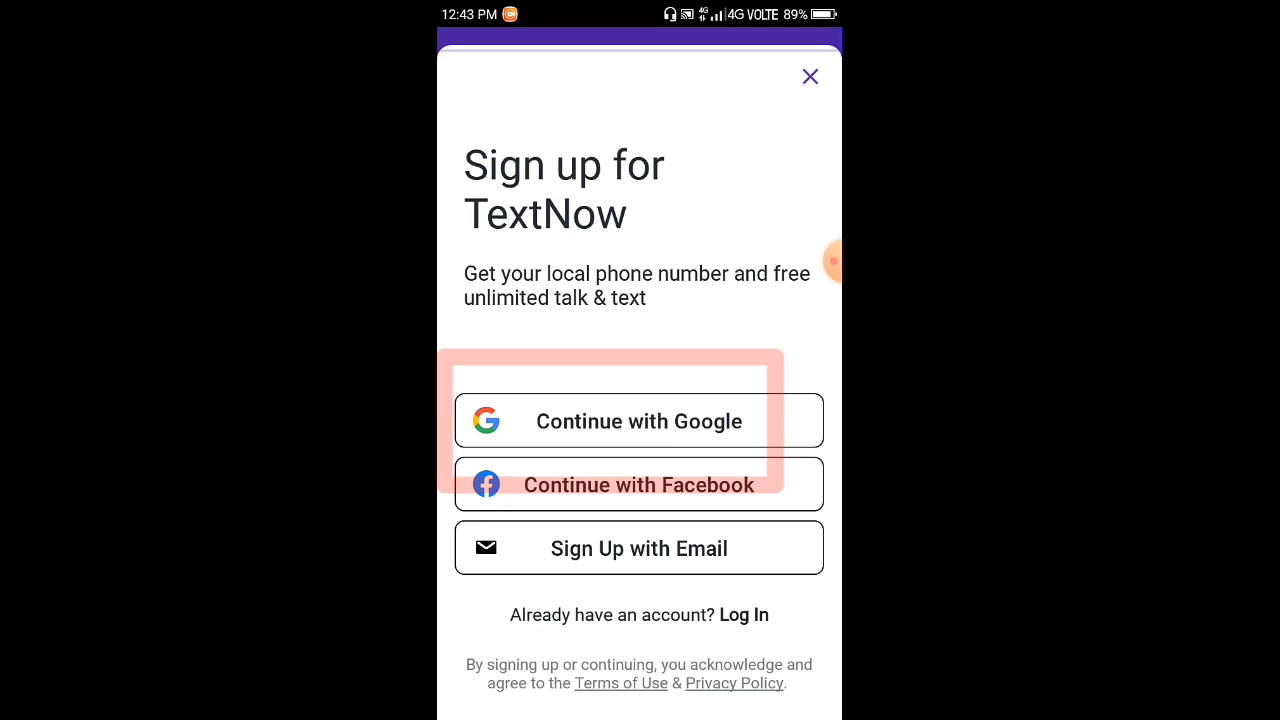 12:43 PM 4G 4G VOLTE 89%
Sign up for
TextNow
Get your local phone number and free
unlimited talk & text
Continue with Google
Continue with Facebook
Sign Up with Email
Already have an account? Log In
By signing up or continuing, you acknowledge and
agree to the Terms of Use & Privacy Policy.